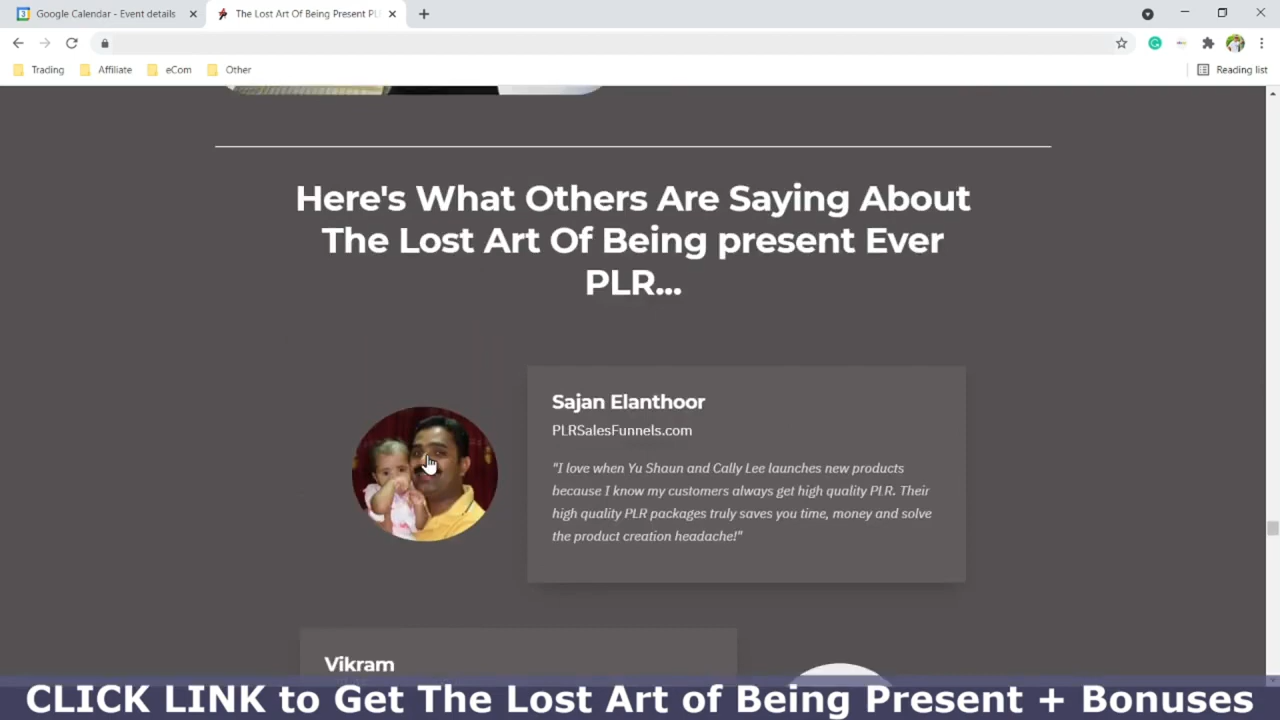 Google Calendar - Event details
The Lost Art Of Being Present PL
Trading
Affiliate
eCom
Other
Reading list
Here's What Others Are Saying About
The Lost Art Of Being present Ever
PLR...
Sajan Elanthoor
PLRSalesFunnels.com
"I love when Yu Shaun and Cally Lee launches new products
because I know my customers always get high quality PLR. Their
high quality PLR packages truly saves you time, money and solve
the product creation headache!"
Vikram
CLICK LINK to Get The Lost Art of Being Present + Bonuses